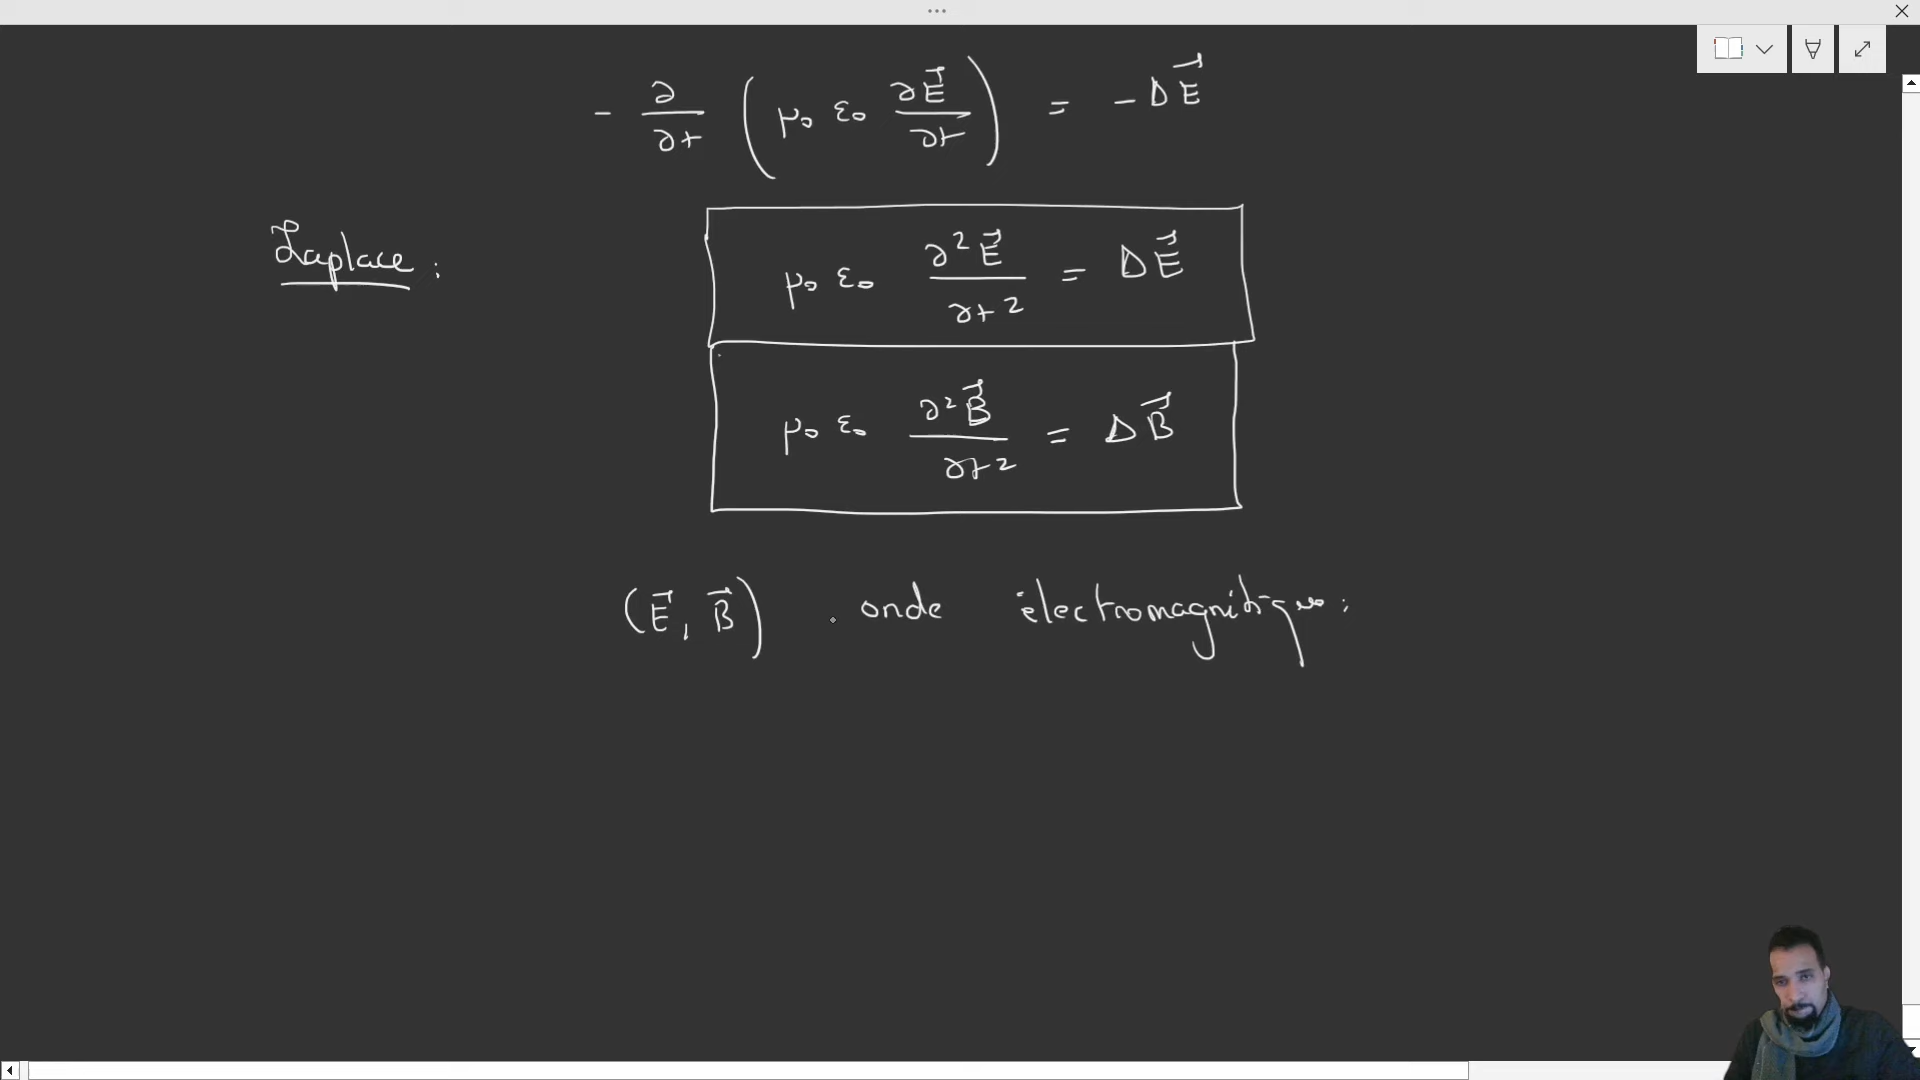 - ∂/∂t (μ₀ ε₀ ∂E⃗/∂t) = - ΔE⃗
Laplace :
μ₀ ε₀ ∂²E⃗/∂t² = ΔE⃗
μ₀ ε₀ ∂²B⃗/∂t² = ΔB⃗
(E⃗, B⃗) . onde électromagnétique :